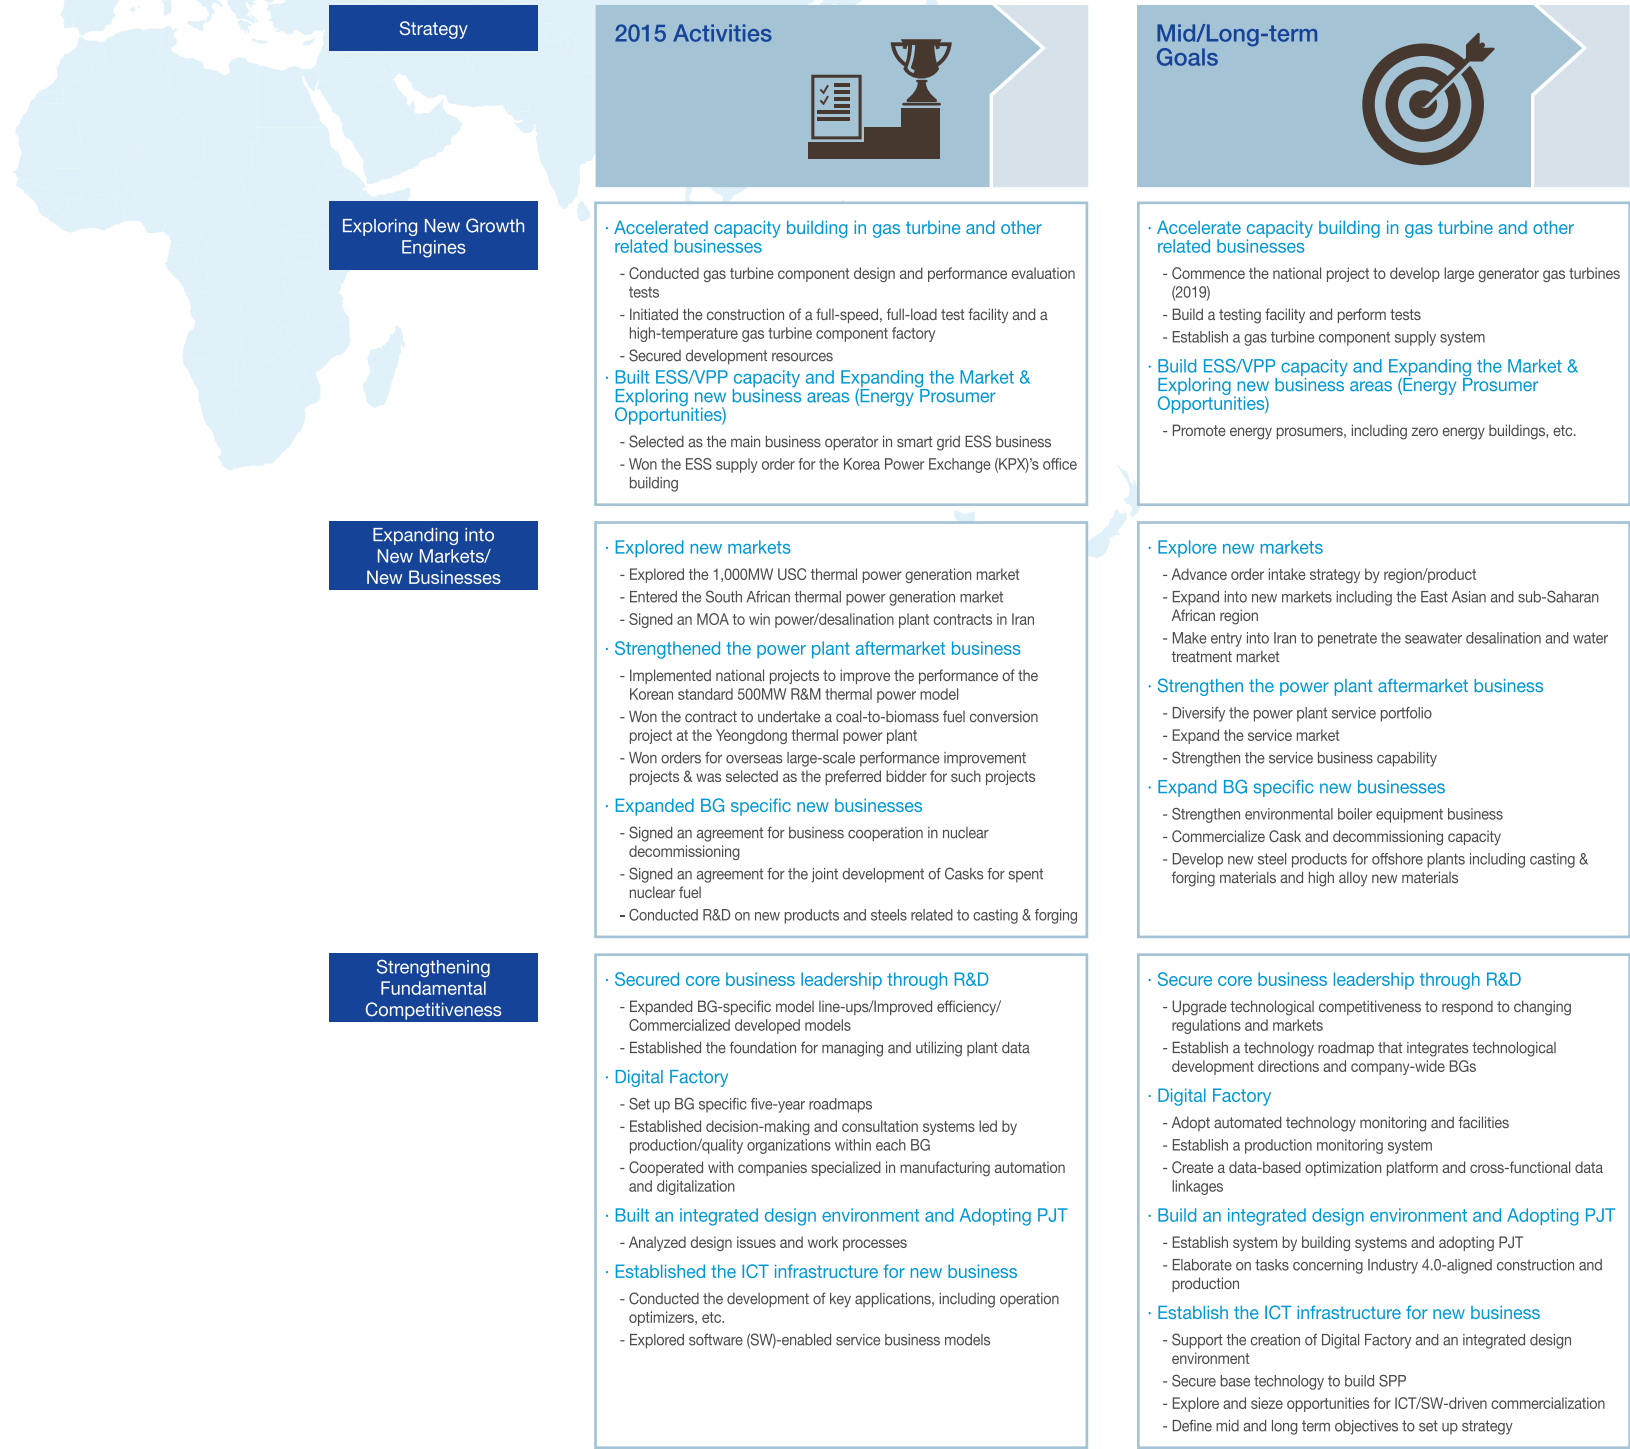 Strategy
2015 Activities
Mid/Long-term
Goals
Exploring New Growth
Engines
· Accelerated capacity building in gas turbine and other
related businesses
- Conducted gas turbine component design and performance evaluation
tests
- Initiated the construction of a full-speed, full-load test facility and a
high-temperature gas turbine component factory
- Secured development resources
· Built ESS/VPP capacity and Expanding the Market &
Exploring new business areas (Energy Prosumer
Opportunities)
- Selected as the main business operator in smart grid ESS business
- Won the ESS supply order for the Korea Power Exchange (KPX)'s office
building
· Accelerate capacity building in gas turbine and other
related businesses
- Commence the national project to develop large generator gas turbines
(2019)
- Build a testing facility and perform tests
- Establish a gas turbine component supply system
· Build ESS/VPP capacity and Expanding the Market &
Exploring new business areas (Energy Prosumer
Opportunities)
- Promote energy prosumers, including zero energy buildings, etc.
Expanding into
New Markets/
New Businesses
· Explored new markets
- Explored the 1,000MW USC thermal power generation market
- Entered the South African thermal power generation market
- Signed an MOA to win power/desalination plant contracts in Iran
· Strengthened the power plant aftermarket business
- Implemented national projects to improve the performance of the
Korean standard 500MW R&M thermal power model
- Won the contract to undertake a coal-to-biomass fuel conversion
project at the Yeongdong thermal power plant
- Won orders for overseas large-scale performance improvement
projects & was selected as the preferred bidder for such projects
· Expanded BG specific new businesses
- Signed an agreement for business cooperation in nuclear
decommissioning
- Signed an agreement for the joint development of Casks for spent
nuclear fuel
- Conducted R&D on new products and steels related to casting & forging
· Explore new markets
- Advance order intake strategy by region/product
- Expand into new markets including the East Asian and sub-Saharan
African region
- Make entry into Iran to penetrate the seawater desalination and water
treatment market
· Strengthen the power plant aftermarket business
- Diversify the power plant service portfolio
- Expand the service market
- Strengthen the service business capability
· Expand BG specific new businesses
- Strengthen environmental boiler equipment business
- Commercialize Cask and decommissioning capacity
- Develop new steel products for offshore plants including casting &
forging materials and high alloy new materials
Strengthening
Fundamental
Competitiveness
· Secured core business leadership through R&D
- Expanded BG-specific model line-ups/Improved efficiency/
Commercialized developed models
- Established the foundation for managing and utilizing plant data
· Digital Factory
- Set up BG specific five-year roadmaps
- Established decision-making and consultation systems led by
production/quality organizations within each BG
- Cooperated with companies specialized in manufacturing automation
and digitalization
· Built an integrated design environment and Adopting PJT
- Analyzed design issues and work processes
· Established the ICT infrastructure for new business
- Conducted the development of key applications, including operation
optimizers, etc.
- Explored software (SW)-enabled service business models
· Secure core business leadership through R&D
- Upgrade technological competitiveness to respond to changing
regulations and markets
- Establish a technology roadmap that integrates technological
development directions and company-wide BGs
· Digital Factory
- Adopt automated technology monitoring and facilities
- Establish a production monitoring system
- Create a data-based optimization platform and cross-functional data
linkages
· Build an integrated design environment and Adopting PJT
- Establish system by building systems and adopting PJT
- Elaborate on tasks concerning Industry 4.0-aligned construction and
production
· Establish the ICT infrastructure for new business
- Support the creation of Digital Factory and an integrated design
environment
- Secure base technology to build SPP
- Explore and sieze opportunities for ICT/SW-driven commercialization
- Define mid and long term objectives to set up strategy